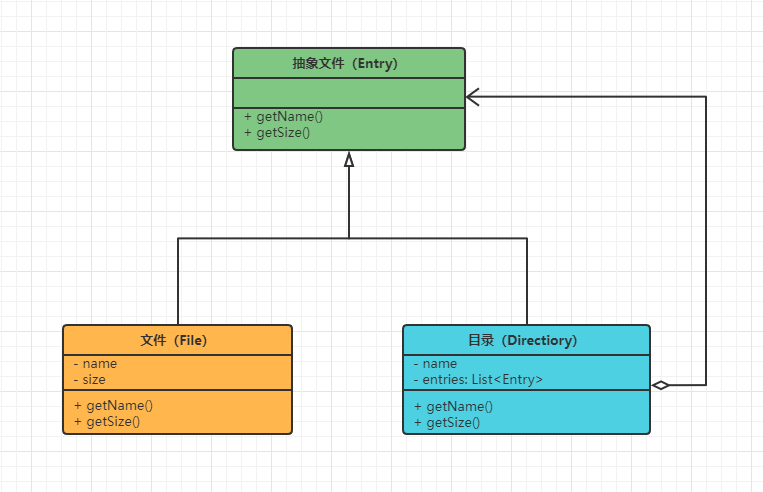 抽象文件（Entry）
+ getName()
+ getSize()
文件（File）
- name
- size
+ getName()
+ getSize()
目录（Directiory）
- name
- entries: List<Entry>
+ getName()
+ getSize()